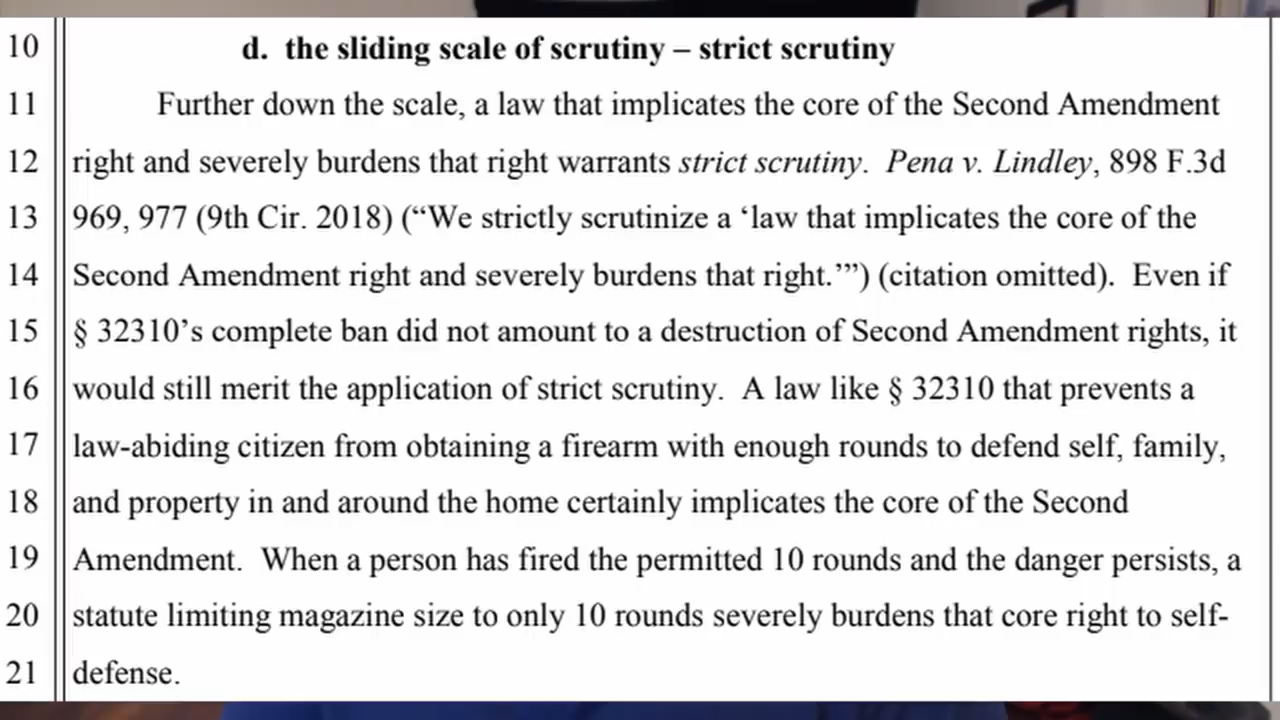 10 d. the sliding scale of scrutiny – strict scrutiny
11 Further down the scale, a law that implicates the core of the Second Amendment
12 right and severely burdens that right warrants strict scrutiny. Pena v. Lindley, 898 F.3d
13 969, 977 (9th Cir. 2018) (“We strictly scrutinize a ‘law that implicates the core of the
14 Second Amendment right and severely burdens that right.’”) (citation omitted). Even if
15 § 32310’s complete ban did not amount to a destruction of Second Amendment rights, it
16 would still merit the application of strict scrutiny. A law like § 32310 that prevents a
17 law-abiding citizen from obtaining a firearm with enough rounds to defend self, family,
18 and property in and around the home certainly implicates the core of the Second
19 Amendment. When a person has fired the permitted 10 rounds and the danger persists, a
20 statute limiting magazine size to only 10 rounds severely burdens that core right to self-
21 defense.